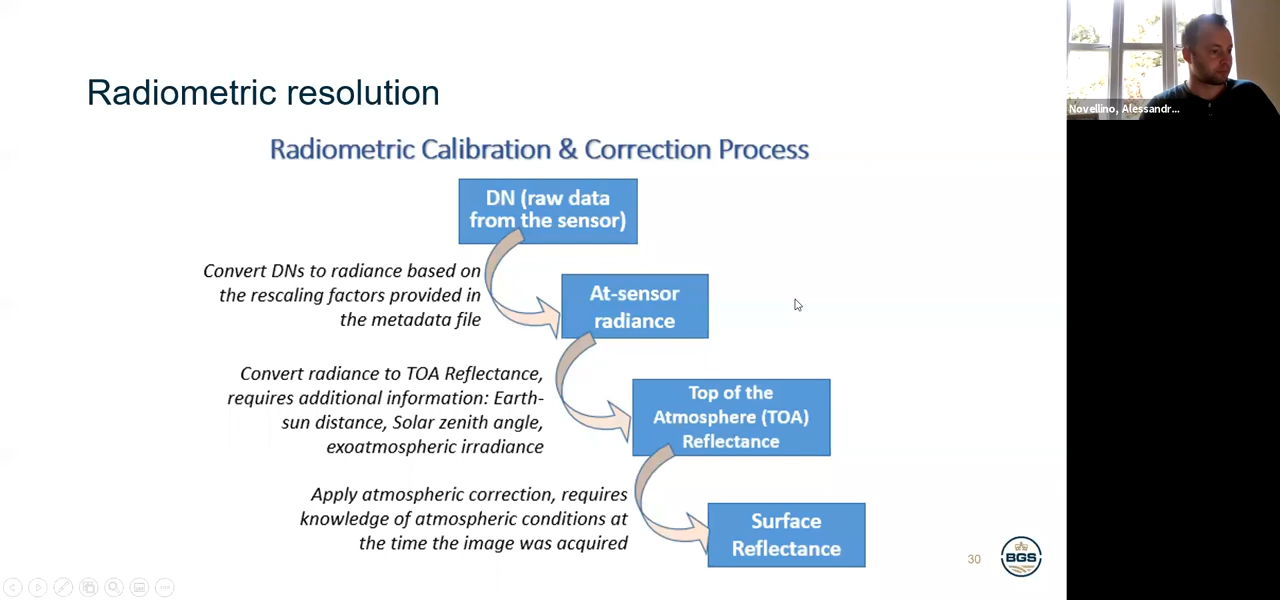 Radiometric resolution
Radiometric Calibration & Correction Process
DN (raw data
from the sensor)
Convert DNs to radiance based on
the rescaling factors provided in
the metadata file
At-sensor
radiance
Convert radiance to TOA Reflectance,
requires additional information: Earth-
sun distance, Solar zenith angle,
exoatmospheric irradiance
Top of the
Atmosphere (TOA)
Reflectance
Apply atmospheric correction, requires
knowledge of atmospheric conditions at
the time the image was acquired
Surface
Reflectance
30
BGS
Novellino, Alessandr...